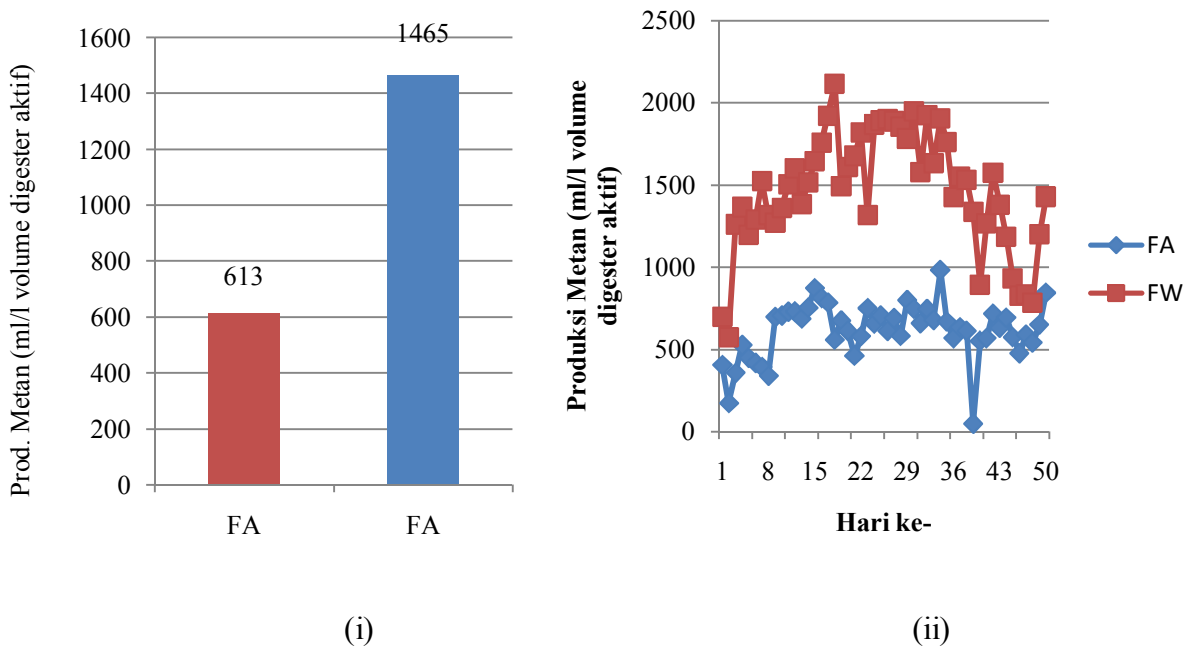 Prod. Metan (ml/l volume digester aktif)
1600
1400
1200
1000
800
600
400
200
0
613
1465
FA
FA
(i)
Produksi Metan (ml/l volume
digester aktif)
2500
2000
1500
1000
500
0
1 8 15 22 29 36 43 50
Hari ke-
FA
FW
(ii)